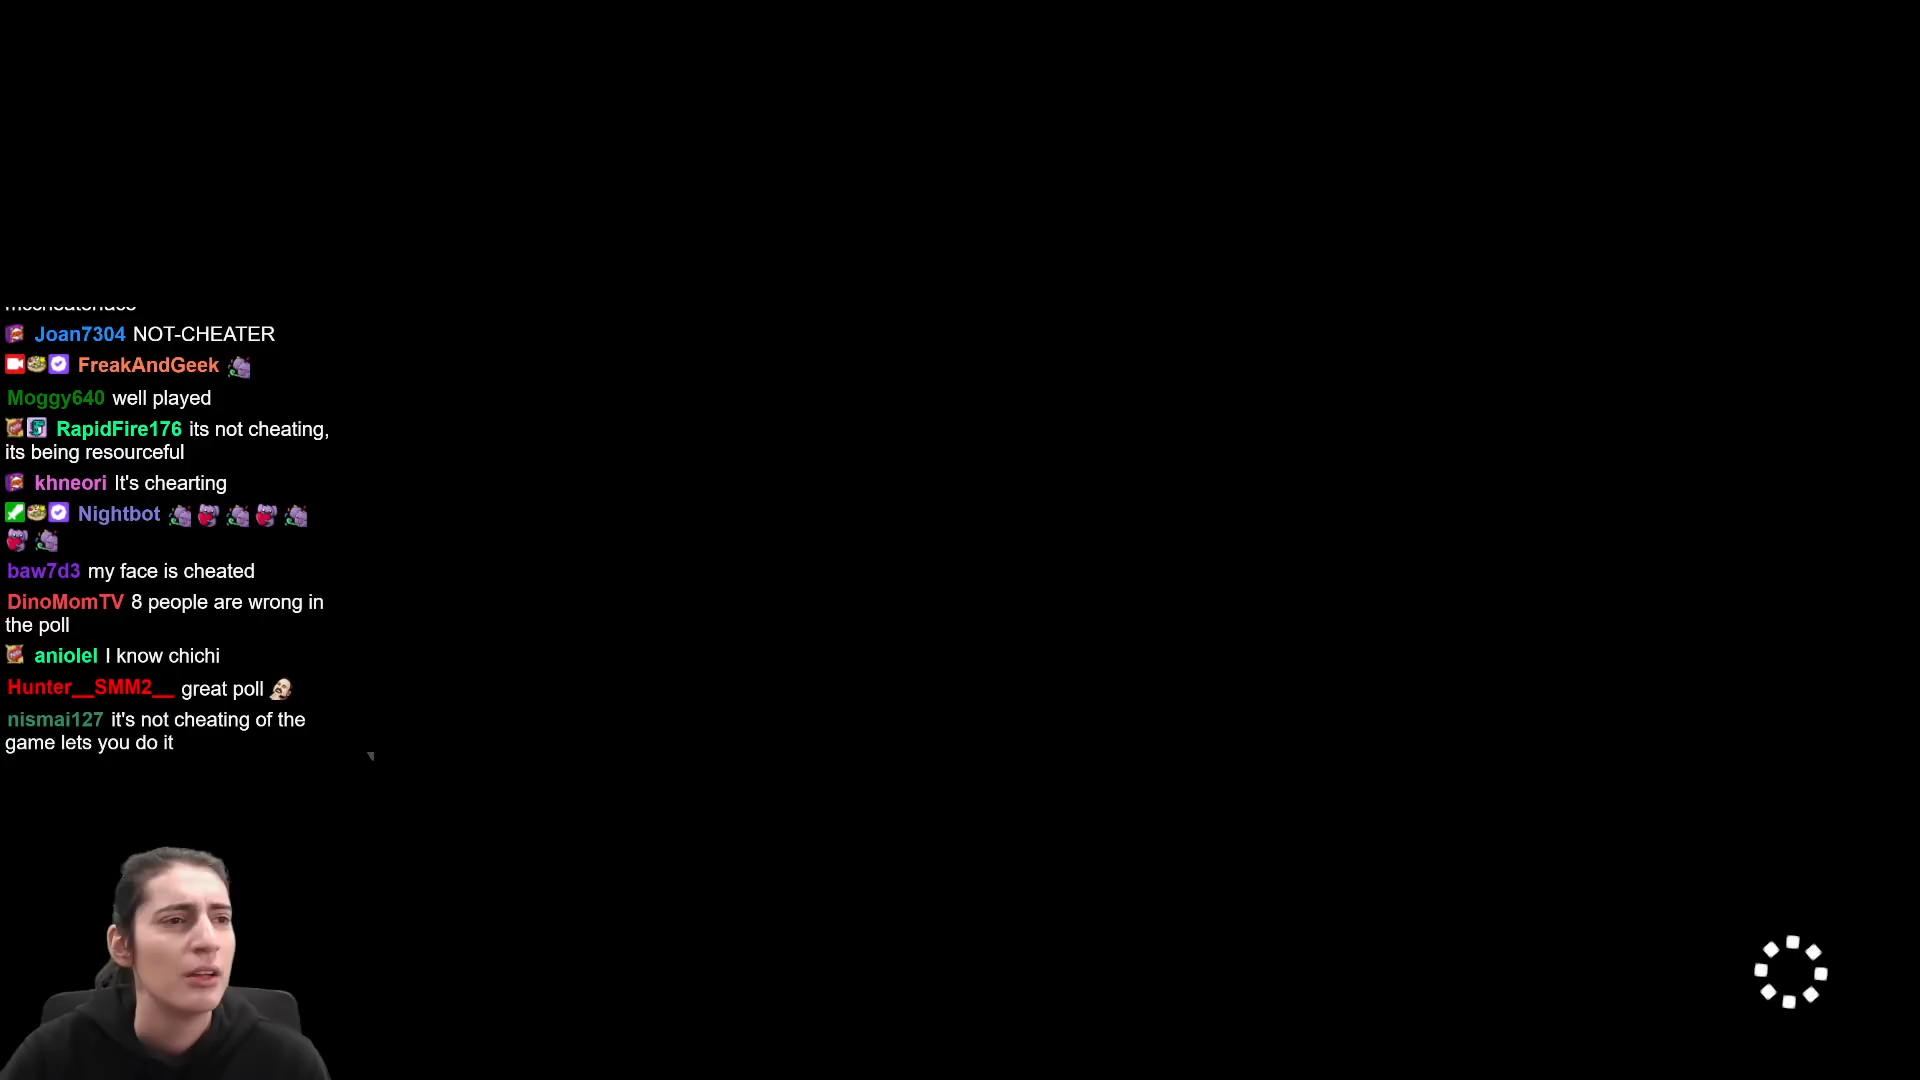 Joan7304 NOT-CHEATER
FreakAndGeek
Moggy640 well played
RapidFire176 its not cheating,
its being resourceful
khneori It's chearting
Nightbot
baw7d3 my face is cheated
DinoMomTV 8 people are wrong in
the poll
aniolel I know chichi
Hunter__SMM2__ great poll
nismai127 it's not cheating of the
game lets you do it